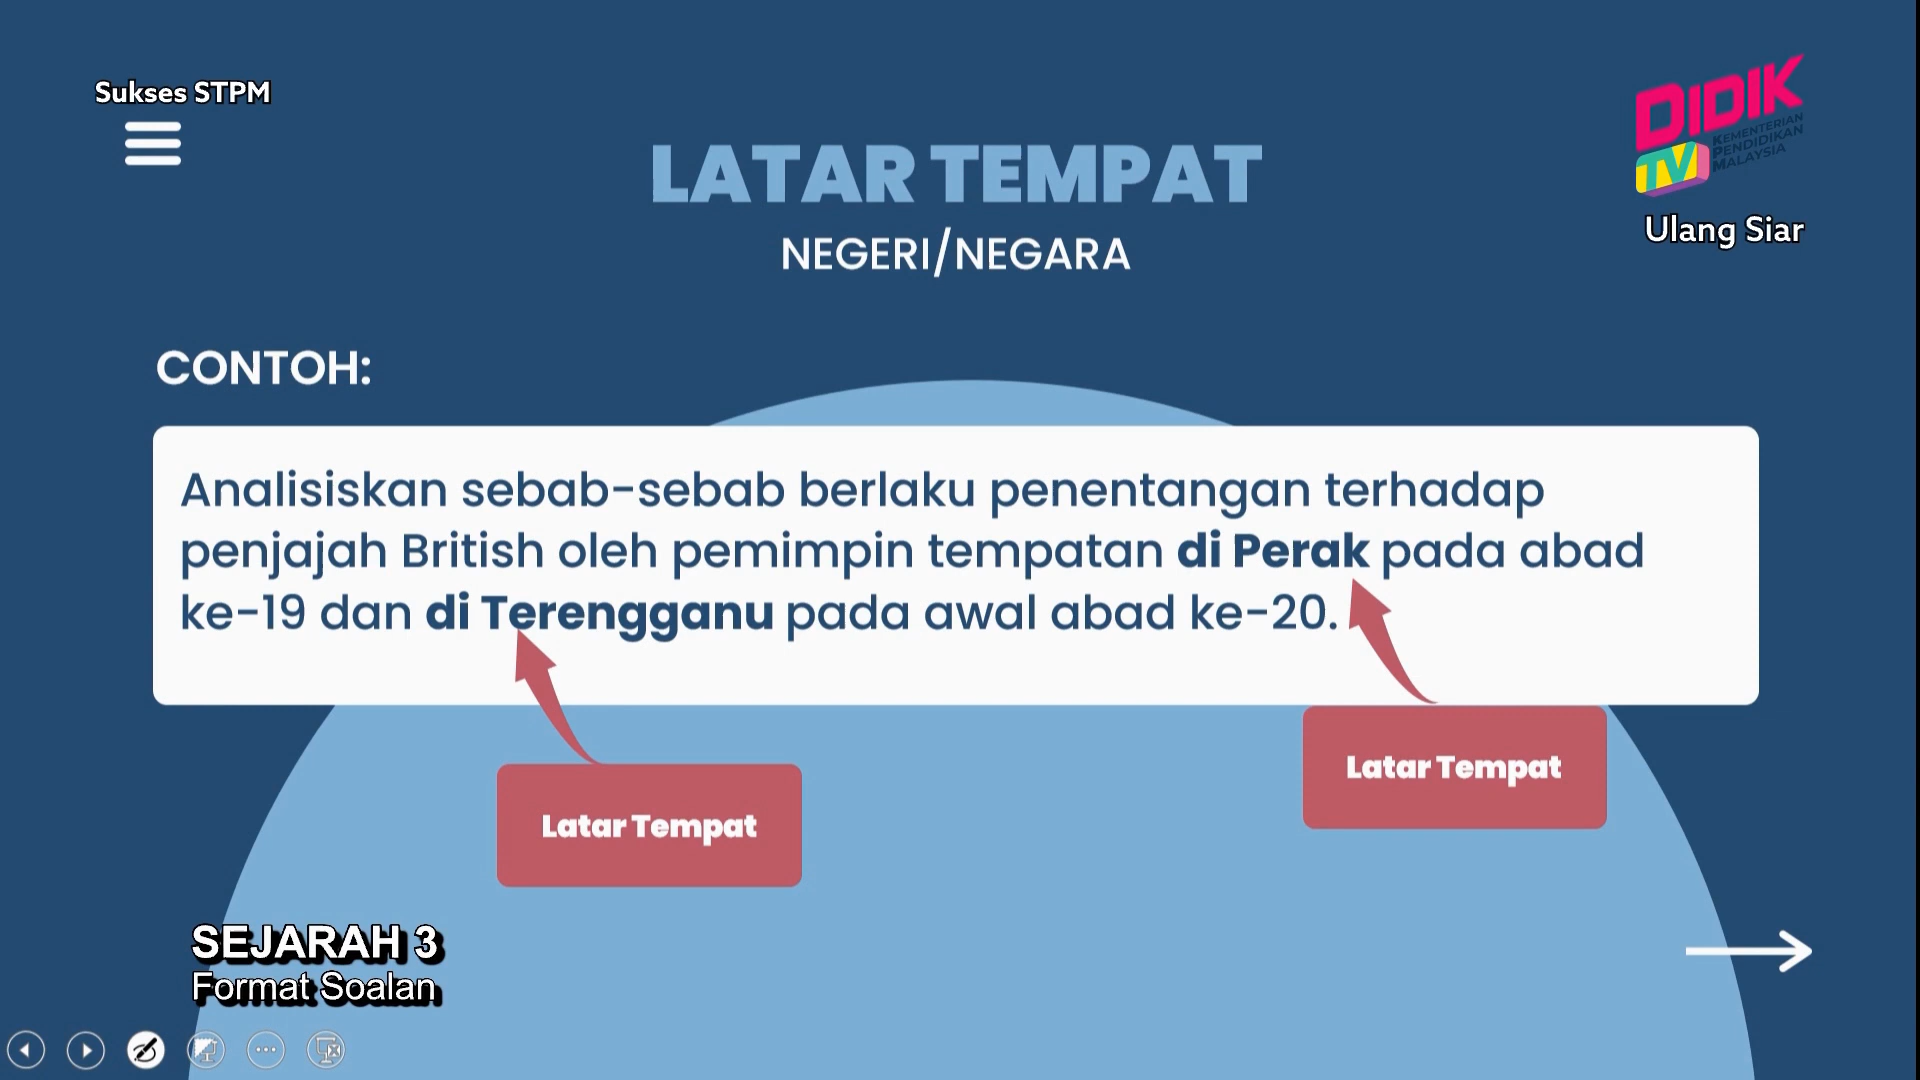 Sukses STPM
DIDIK
TV
KEMENTERIAN
PENDIDIKAN
MALAYSIA
Ulang Siar
LATAR TEMPAT
NEGERI/NEGARA
CONTOH:
Analisiskan sebab-sebab berlaku penentangan terhadap
penjajah British oleh pemimpin tempatan di Perak pada abad
ke-19 dan di Terengganu pada awal abad ke-20.
Latar Tempat
Latar Tempat
SEJARAH 3
Format Soalan